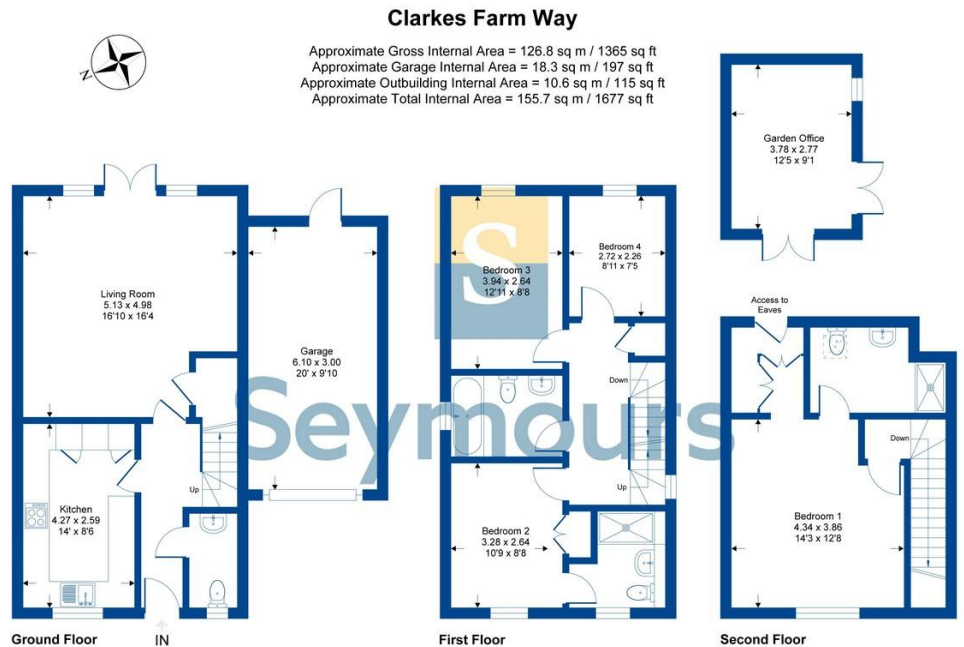 Clarkes Farm Way
Approximate Gross Internal Area = 126.8 sq m / 1365 sq ft
Approximate Garage Internal Area = 18.3 sq m / 197 sq ft
Approximate Outbuilding Internal Area = 10.6 sq m / 115 sq ft
Approximate Total Internal Area = 155.7 sq m / 1677 sq ft
N
Garden Office
3.78 x 2.77
12'5 x 9'1
Living Room
5.13 x 4.98
16'10 x 16'4
Garage
6.10 x 3.00
20' x 9'10
Kitchen
4.27 x 2.59
14' x 8'6
Up
IN
Ground Floor
S
Seymours
Bedroom 3
3.94 x 2.64
12'11 x 8'8
Bedroom 4
2.72 x 2.26
8'11 x 7'5
Down
Up
Bedroom 2
3.28 x 2.64
10'9 x 8'8
First Floor
Access to
Eaves
Down
Bedroom 1
4.34 x 3.86
14'3 x 12'8
Second Floor